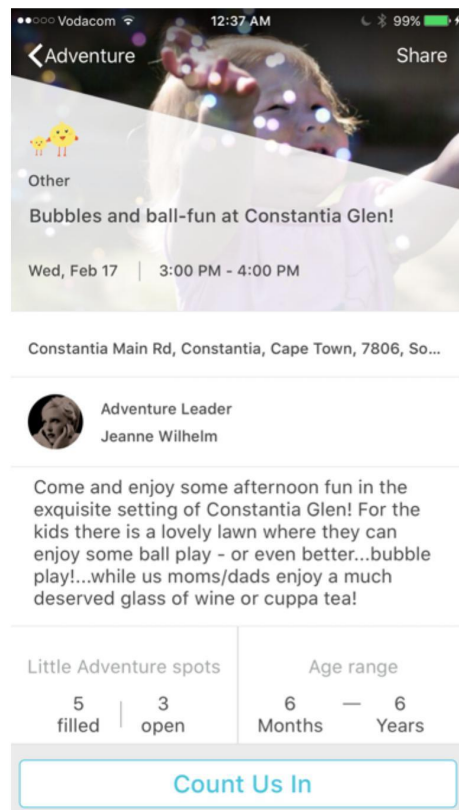 Vodacom 12:37 AM 99%
Adventure Share
Other
Bubbles and ball-fun at Constantia Glen!
Wed, Feb 17 3:00 PM - 4:00 PM
Constantia Main Rd, Constantia, Cape Town, 7806, So...
Adventure Leader
Jeanne Wilhelm
Come and enjoy some afternoon fun in the
exquisite setting of Constantia Glen! For the
kids there is a lovely lawn where they can
enjoy some ball play - or even better...bubble
play!...while us moms/dads enjoy a much
deserved glass of wine or cuppa tea!
Little Adventure spots Age range
5 3 6 — 6
filled open Months Years
Count Us In